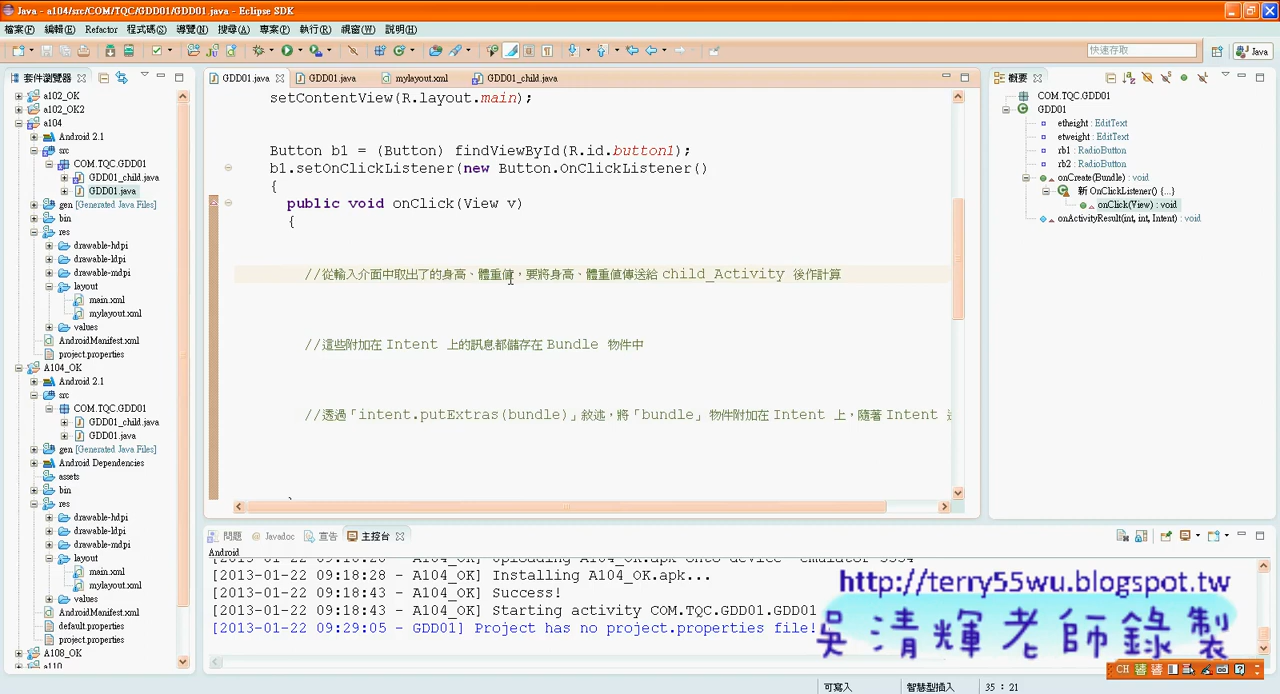 Java - a104/src/COM/TQC/GDD01/GDD01.java - Eclipse SDK
檔案(F) 編輯(E) Refactor 程式碼(S) 導覽(N) 搜尋(A) 專案(P) 執行(R) 視窗(W) 說明(H)
快速存取
Java
套件瀏覽器
a102_OK
a102_OK2
a104
Android 2.1
src
COM.TQC.GDD01
GDD01_child.java
GDD01.java
gen [Generated Java Files]
bin
res
drawable-hdpi
drawable-ldpi
drawable-mdpi
layout
main.xml
mylayout.xml
values
AndroidManifest.xml
project.properties
A104_OK
Android 2.1
src
COM.TQC.GDD01
GDD01_child.java
GDD01.java
gen [Generated Java Files]
Android Dependencies
assets
bin
res
drawable-hdpi
drawable-ldpi
drawable-mdpi
layout
main.xml
mylayout.xml
values
AndroidManifest.xml
default.properties
project.properties
A108_OK
a110
GDD01.java GDD01.java mylayout.xml GDD01_child.java
setContentView(R.layout.main);
Button b1 = (Button) findViewById(R.id.button1);
b1.setOnClickListener(new Button.OnClickListener()
{
public void onClick(View v)
{
//從輸入介面中取出了的身高、體重值，要將身高、體重值傳送給 child_Activity 後作計算
//這些附加在 Intent 上的訊息都儲存在 Bundle 物件中
//透過「intent.putExtras(bundle)」敘述，將「bundle」物件附加在 Intent 上，隨著 Intent
}
概要
COM.TQC.GDD01
GDD01
etheight : EditText
etweight : EditText
rb1 : RadioButton
rb2 : RadioButton
onCreate(Bundle) : void
新 OnClickListener() {...}
onClick(View) : void
onActivityResult(int, int, Intent) : void
問題 Javadoc 宣告 主控台
Android
[2013-01-22 09:18:28 - A104_OK] Uploading A104_OK.apk onto device 'emulator-5554'
[2013-01-22 09:18:28 - A104_OK] Installing A104_OK.apk...
[2013-01-22 09:18:43 - A104_OK] Success!
[2013-01-22 09:18:43 - A104_OK] Starting activity COM.TQC.GDD01.GDD01
[2013-01-22 09:29:05 - GDD01] Project has no project.properties file!
http://terry55wu.blogspot.tw
吳清輝老師錄製
CH
可寫入 智慧型插入 35 : 21